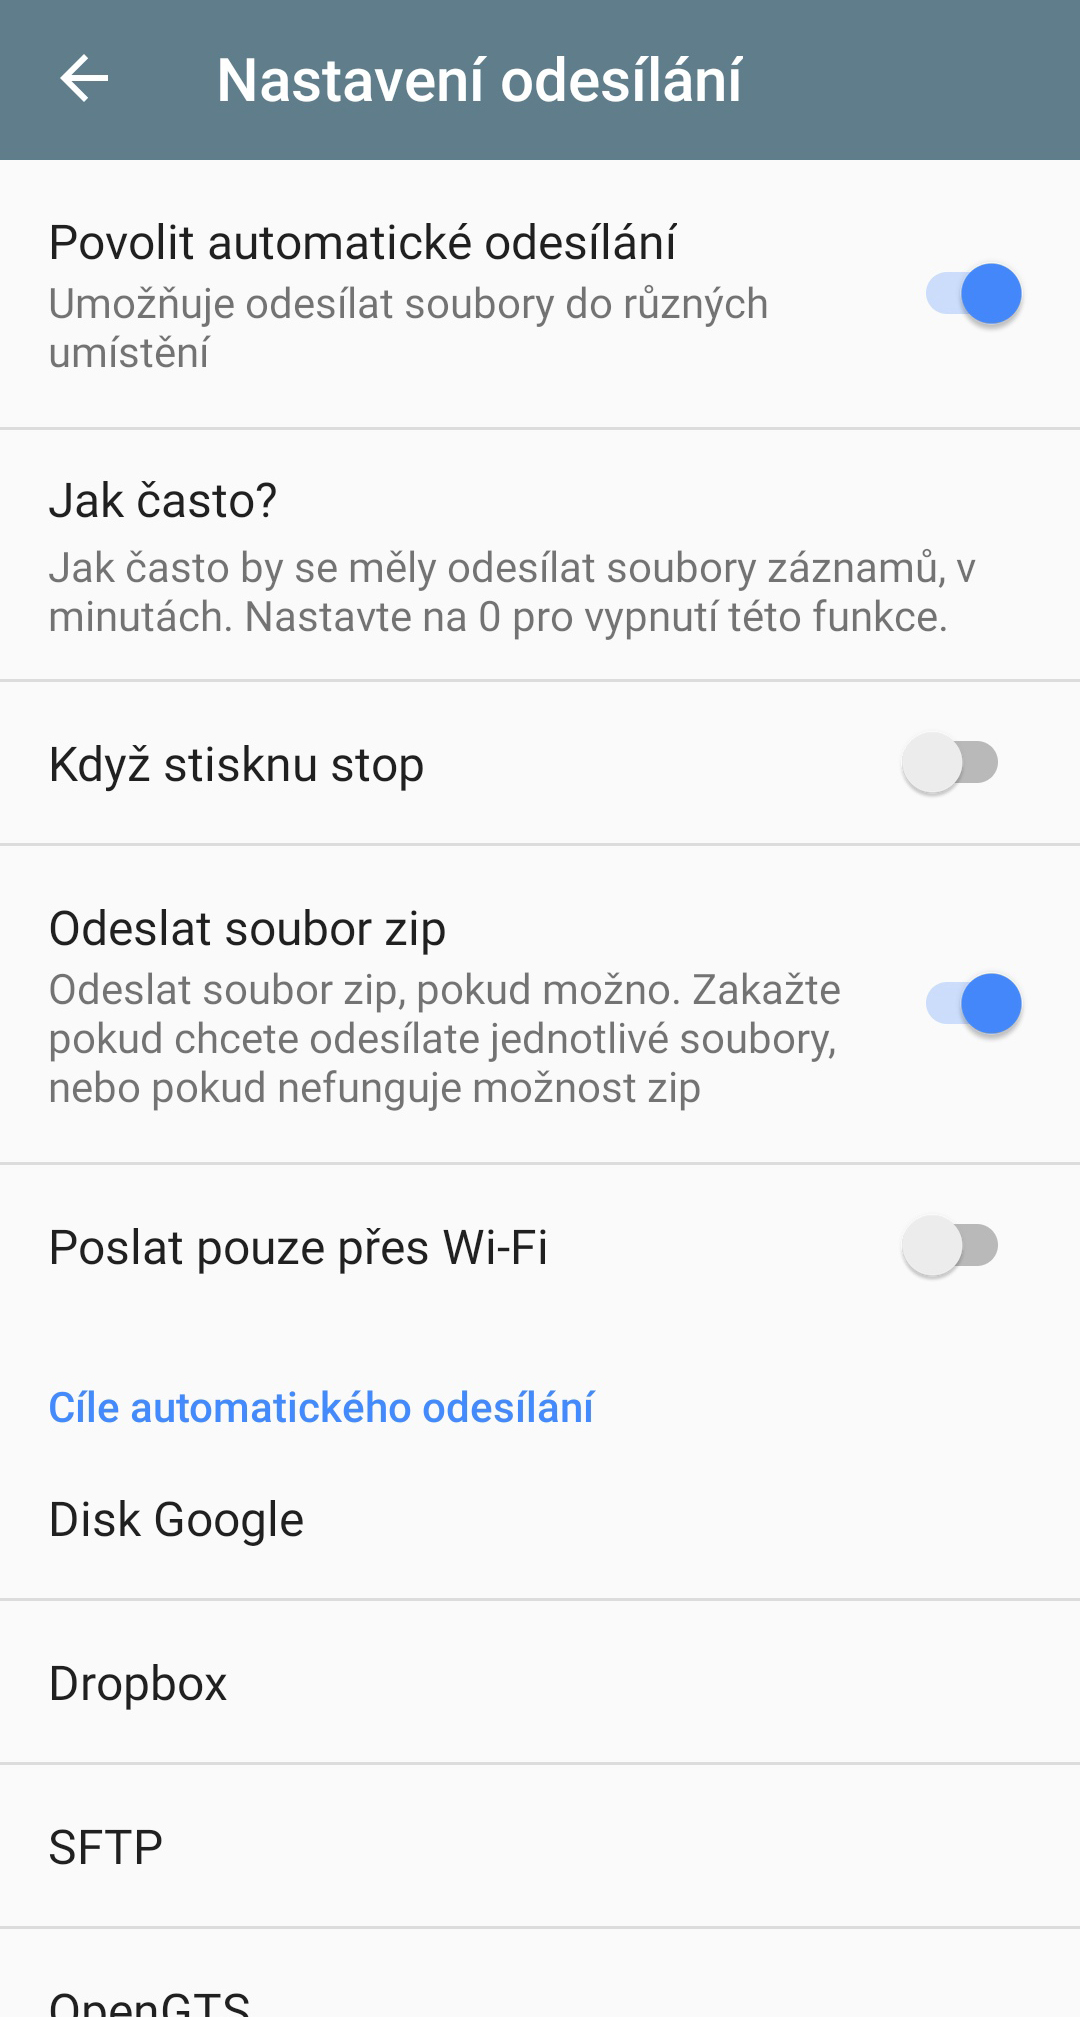 Nastavení odesílání
Povolit automatické odesílání
Umožňuje odesílat soubory do různých
umístění
Jak často?
Jak často by se měly odesílat soubory záznamů, v
minutách. Nastavte na 0 pro vypnutí této funkce.
Když stisknu stop
Odeslat soubor zip
Odeslat soubor zip, pokud možno. Zakažte
pokud chcete odesílate jednotlivé soubory,
nebo pokud nefunguje možnost zip
Poslat pouze přes Wi-Fi
Cíle automatického odesílání
Disk Google
Dropbox
SFTP
OpenGTS